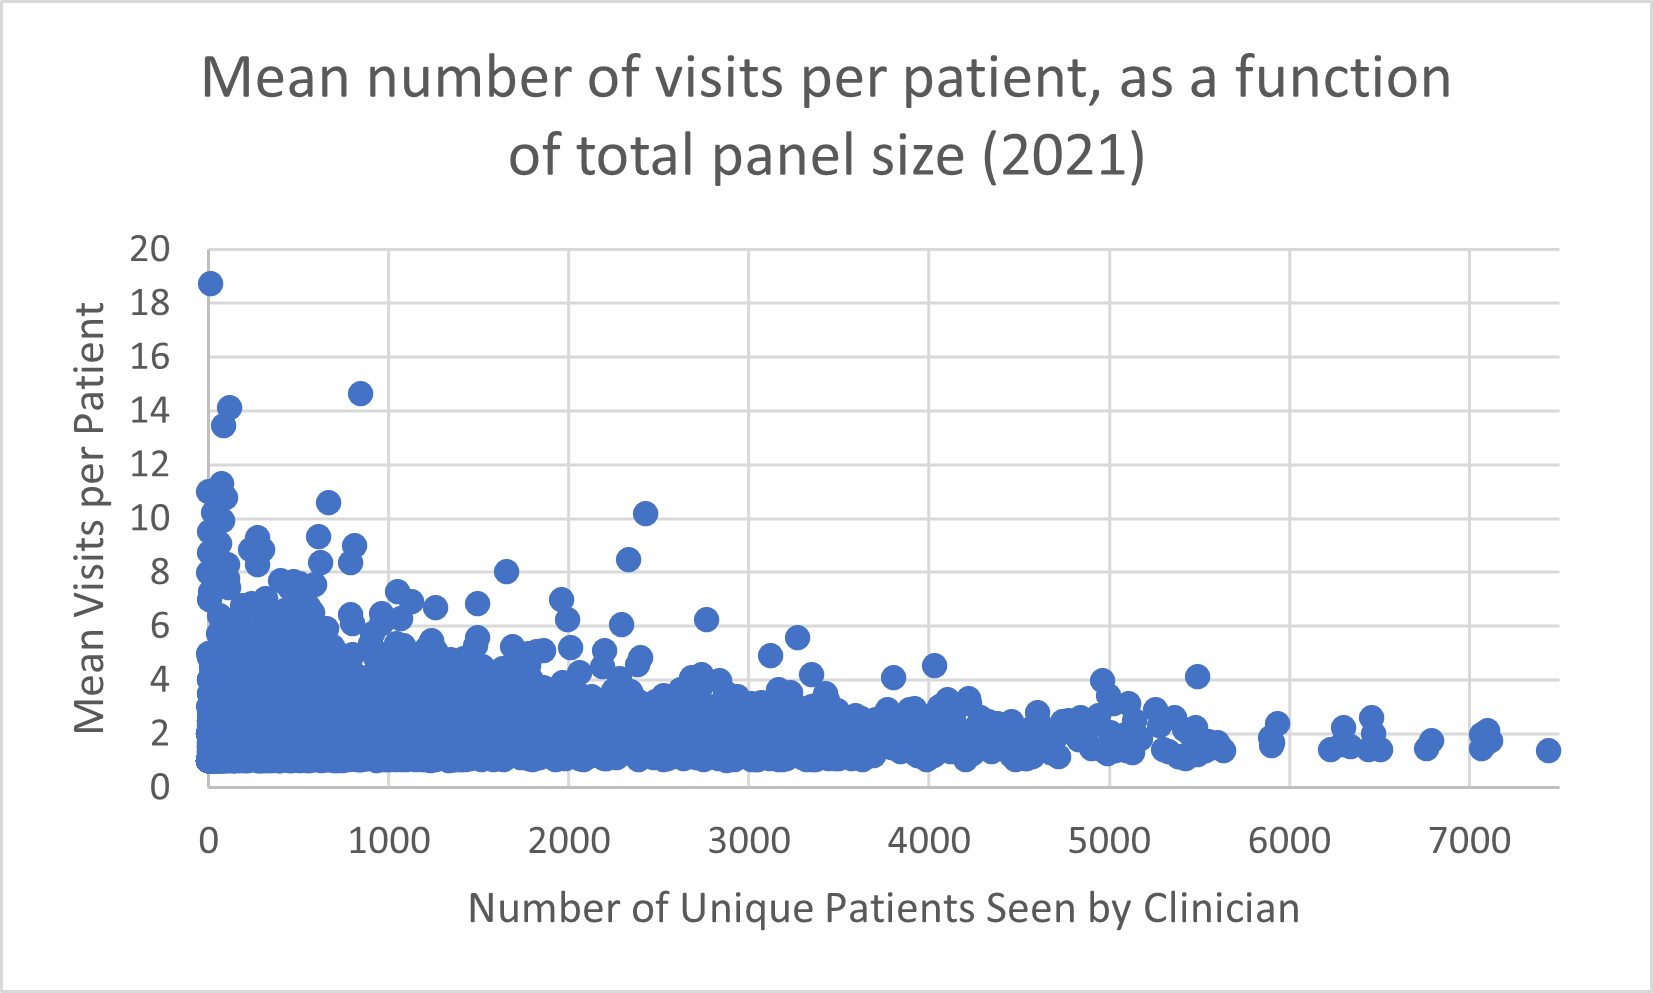 Mean number of visits per patient, as a function
of total panel size (2021)
20
18
16
14
12
10
8
6
4
2
0
Mean Visits per Patient
0 1000 2000 3000 4000 5000 6000 7000
Number of Unique Patients Seen by Clinician